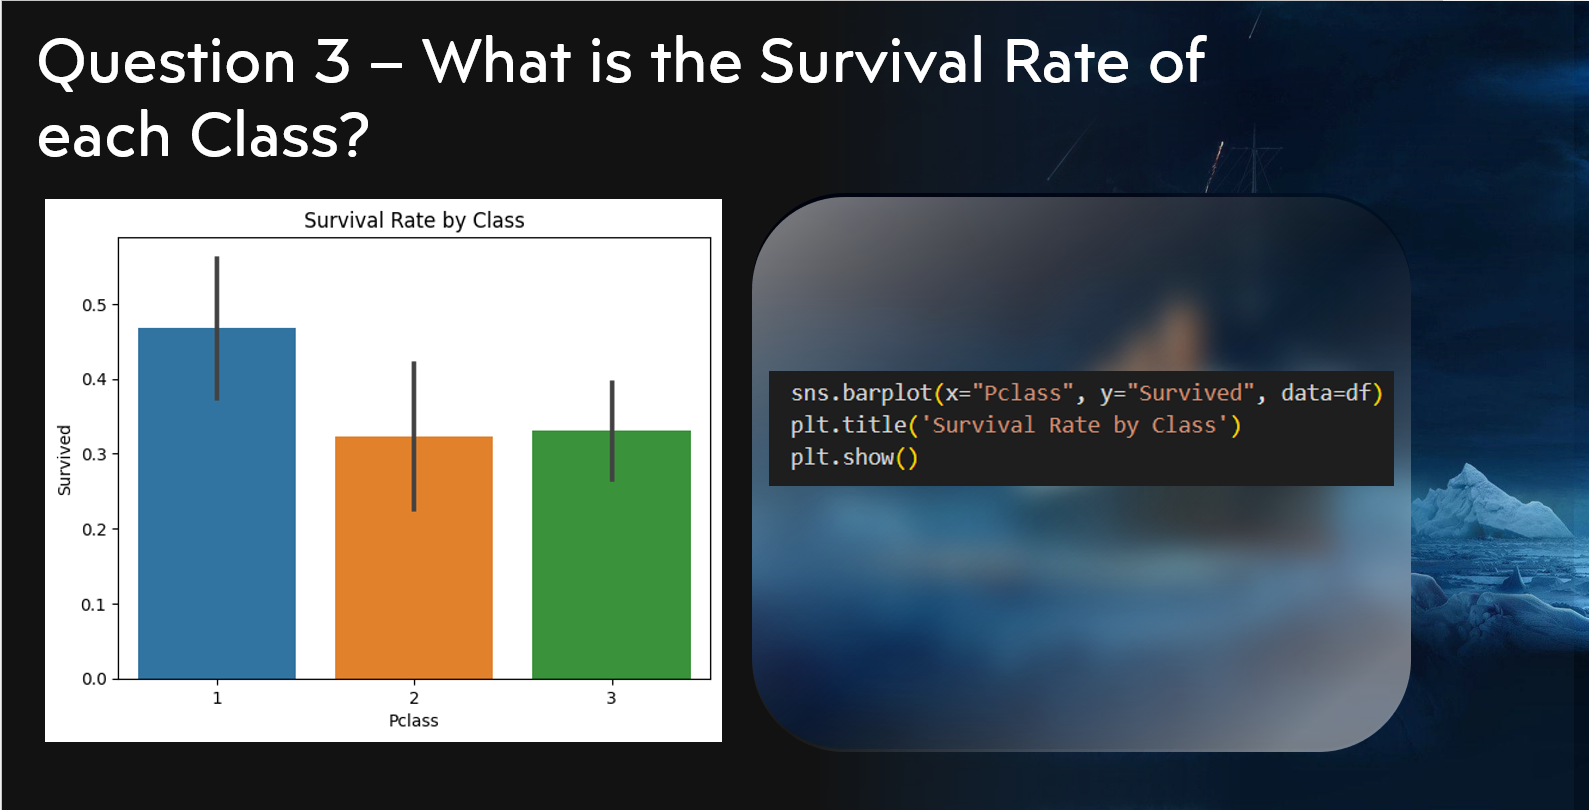 Question 3 – What is the Survival Rate of
each Class?
Survival Rate by Class
0.5
0.4
0.3
0.2
0.1
0.0
Survived
1 2 3
Pclass
sns.barplot(x="Pclass", y="Survived", data=df)
plt.title('Survival Rate by Class')
plt.show()